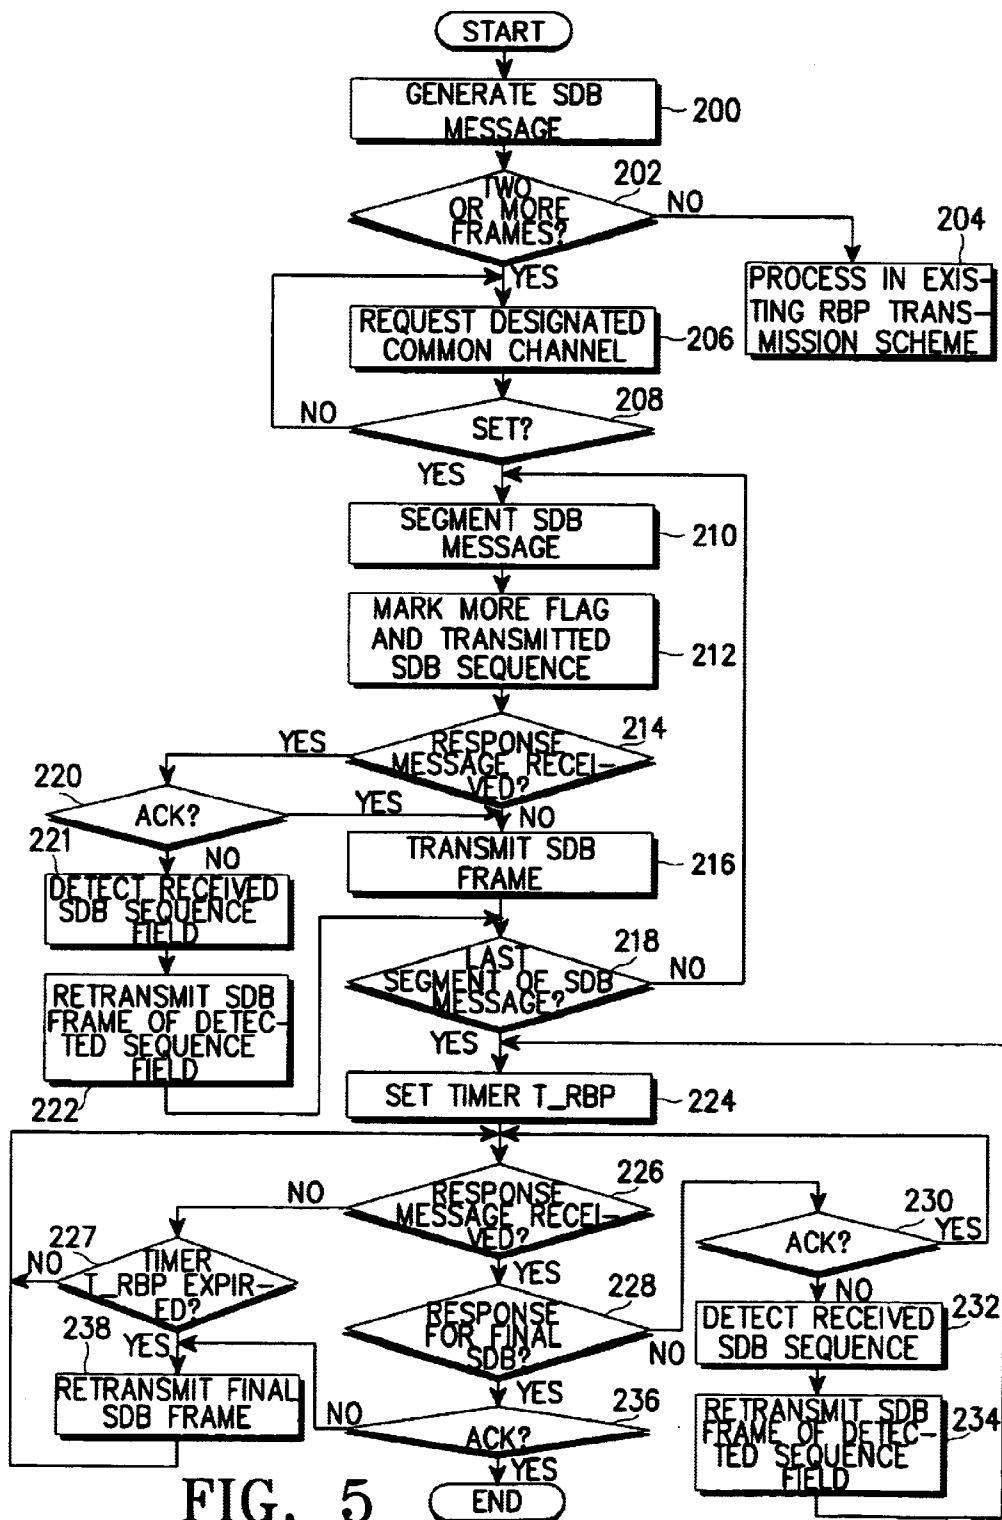 START
GENERATE SDB
MESSAGE
200
TWO
OR MORE
FRAMES?
202
NO
204
YES
PROCESS IN EXIS-
TING RBP TRANS-
MISSION SCHEME
REQUEST DESIGNATED
COMMON CHANNEL
206
NO
208
SET?
YES
SEGMENT SDB
MESSAGE
210
MARK MORE FLAG
AND TRANSMITTED
SDB SEQUENCE
212
YES
RESPONSE
MESSAGE RECEI-
VED?
214
220
ACK?
YES
NO
221
NO
TRANSMIT SDB
FRAME
216
DETECT RECEIVED
SDB SEQUENCE
FIELD
LAST
SEGMENT OF SDB
MESSAGE?
218
NO
RETRANSMIT SDB
FRAME OF DETEC-
TED SEQUENCE
FIELD
222
YES
SET TIMER T_RBP
224
NO
RESPONSE
MESSAGE RECEI-
VED?
226
230
ACK?
YES
227
NO
TIMER
T_RBP EXPIR-
ED?
YES
NO
228
RESPONSE
FOR FINAL
SDB?
NO
DETECT RECEIVED
SDB SEQUENCE
232
238
YES
RETRANSMIT FINAL
SDB FRAME
YES
NO
236
ACK?
RETRANSMIT SDB
FRAME OF DETEC-
TED SEQUENCE
FIELD
234
YES
END
FIG. 5